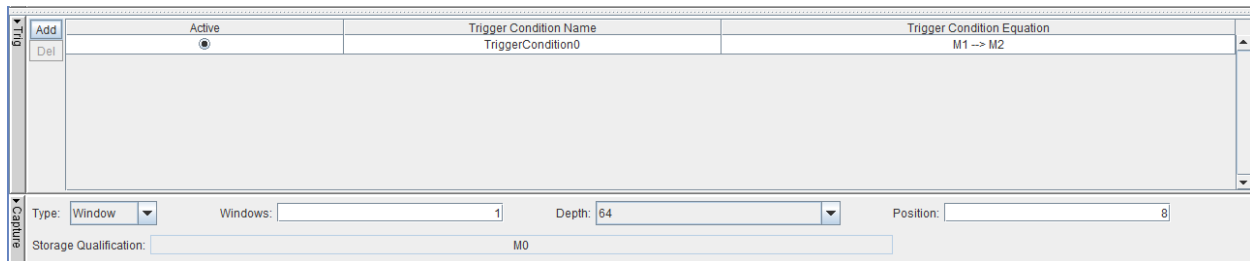 Trig
Add Active Trigger Condition Name Trigger Condition Equation
Del TriggerCondition0 M1 --> M2
Capture
Type: Window Windows: 1 Depth: 64 Position: 8
Storage Qualification: M0